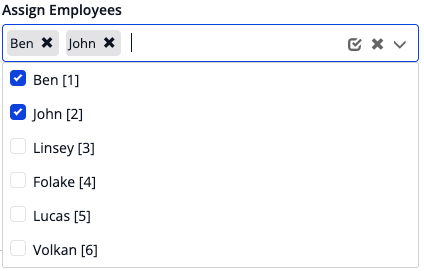 Assign Employees
Ben John
Ben [1]
John [2]
Linsey [3]
Folake [4]
Lucas [5]
Volkan [6]